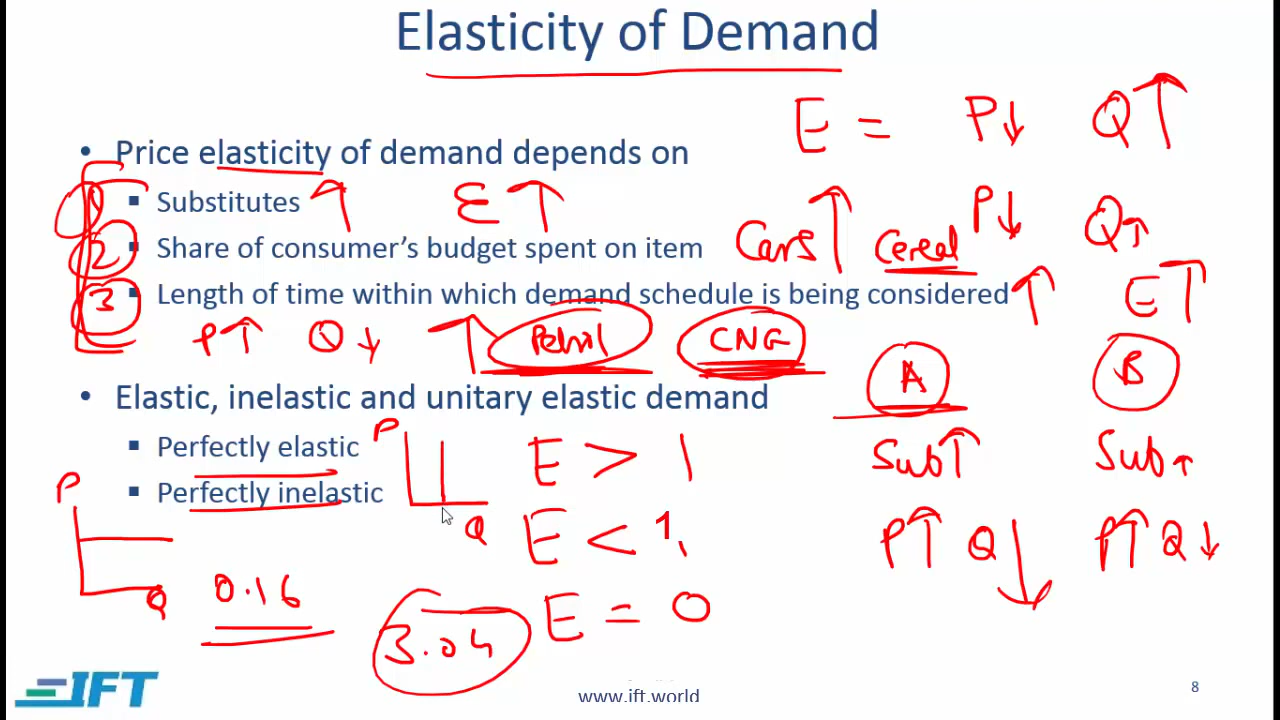 Elasticity of Demand
E = P↓ Q↑
• Price elasticity of demand depends on
1 ▪ Substitutes ↑ E ↑
P↓ Q↑
2 ▪ Share of consumer's budget spent on item
Cars ↑ Cereal
3 ▪ Length of time within which demand schedule is being considered ↑ E↑
P↑ Q↓ ↑ Petrol CNG
A B
• Elastic, inelastic and unitary elastic demand
▪ Perfectly elastic
P E > 1
Sub↑ Sub↑
▪ Perfectly inelastic
P
Q E < 1
P↑ Q↓ P↑ Q↓
Q 0.16
3.04 E = 0
IFT
www.ift.world
8